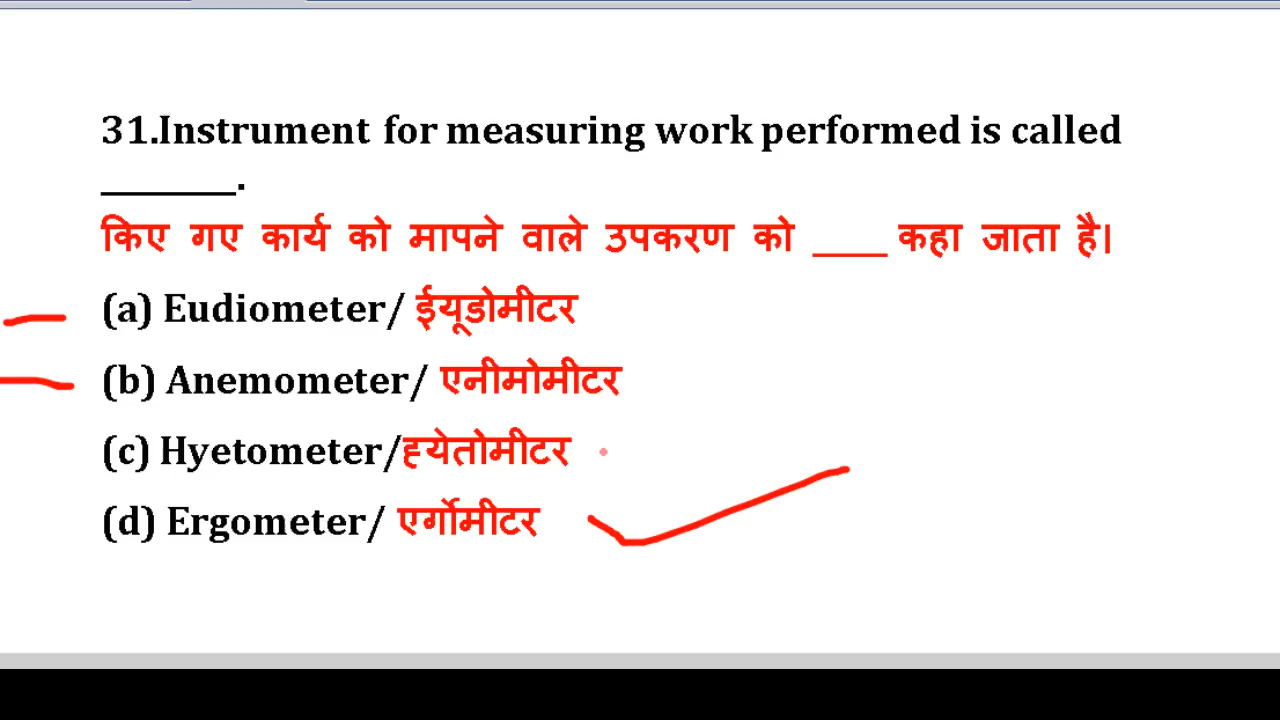 31.Instrument for measuring work performed is called
_______.
किए गए कार्य को मापने वाले उपकरण को ____ कहा जाता है।
(a) Eudiometer/ ईयूडोमीटर
(b) Anemometer/ एनीमोमीटर
(c) Hyetometer/ह्येतोमीटर
(d) Ergometer/ एर्गोमीटर